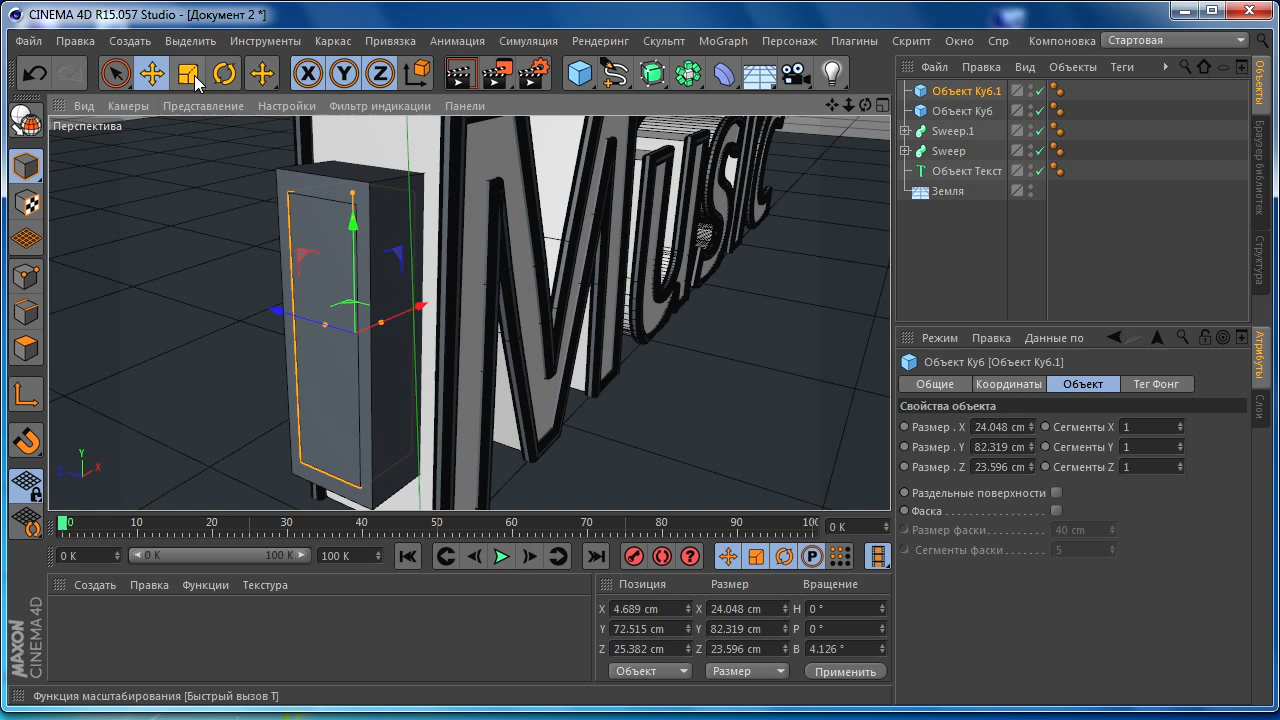 CINEMA 4D R15.057 Studio - [Документ 2 *]
Файл Правка Создать Выделить Инструменты Каркас Привязка Анимация Симуляция Рендеринг Скульпт MoGraph Персонаж Плагины Скрипт Окно Спр Компоновка Стартовая
X Y Z
Файл Правка Вид Объекты Теги
Вид Камеры Представление Настройки Фильтр индикации Панели
Перспектива
Объект Куб.1
Объект Куб
Sweep.1
Sweep
Объект Текст
Земля
Объекты
Браузер библиотек
Структура
MUSIC
Y
X
Z
Режим Правка Данные по
Объект Куб [Объект Куб.1]
Общие Координаты Объект Тег Фонг
Свойства объекта
Размер . X 24.048 cm Сегменты X 1
Размер . Y 82.319 cm Сегменты Y 1
Размер . Z 23.596 cm Сегменты Z 1
Раздельные поверхности
Фаска . . . . . . . . . . . . . . .
Размер фаски . . . . . . 40 cm
Сегменты фаски . . . . . . . 5
Атрибуты
Слои
0 10 20 30 40 50 60 70 80 90 100 0 K
0 K 0 K 100 K 100 K
P
Создать Правка Функции Текстура
Позиция Размер Вращение
X 4.689 cm X 24.048 cm H 0 °
Y 72.515 cm Y 82.319 cm P 0 °
Z 25.382 cm Z 23.596 cm B 4.126 °
Объект Размер Применить
MAXON
CINEMA 4D
Функция масштабирования [Быстрый вызов T]